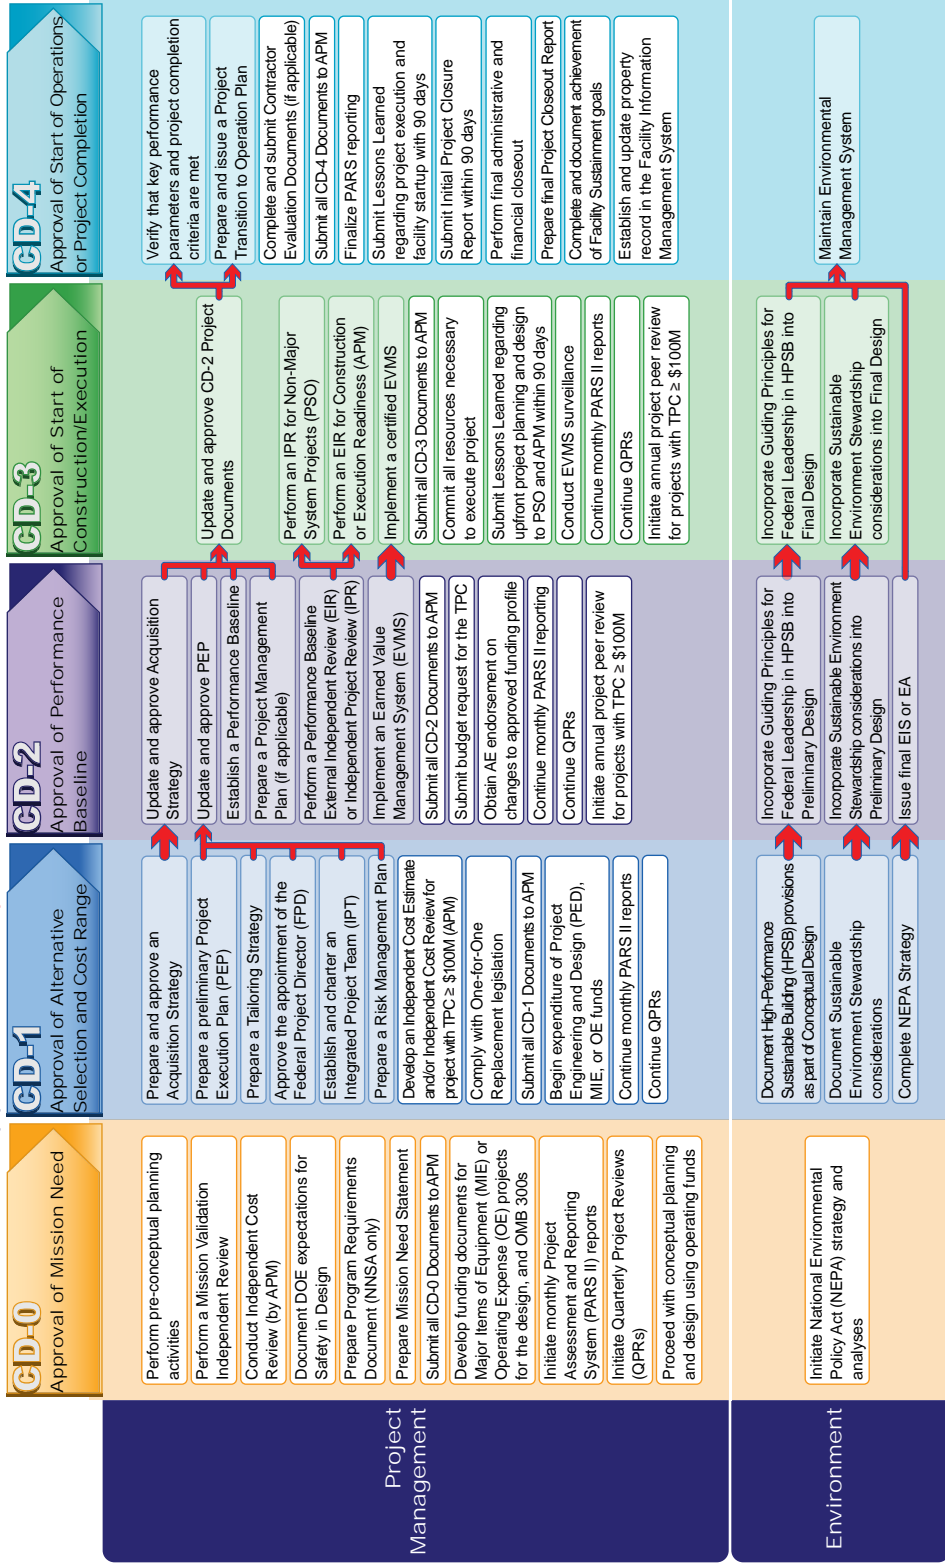 CD-0
Approval of Mission Need
CD-1
Approval of Alternative
Selection and Cost Range
CD-2
Approval of Performance
Baseline
CD-3
Approval of Start of
Construction/Execution
CD-4
Approval of Start of Operations
or Project Completion
Project
Management
Perform pre-conceptual planning
activities
Perform a Mission Validation
Independent Review
Conduct Independent Cost
Review (by APM)
Document DOE expectations for
Safety in Design
Prepare Program Requirements
Document (NNSA only)
Prepare Mission Need Statement
Submit all CD-0 Documents to APM
Develop funding documents for
Major Items of Equipment (MIE) or
Operating Expense (OE) projects
for the design, and OMB 300s
Initiate monthly Project
Assessment and Reporting
System (PARS II) reports
Initiate Quarterly Project Reviews
(QPRs)
Proceed with conceptual planning
and design using operating funds
Prepare and approve an
Acquisition Strategy
Prepare a preliminary Project
Execution Plan (PEP)
Prepare a Tailoring Strategy
Approve the appointment of the
Federal Project Director (FPD)
Establish and charter an
Integrated Project Team (IPT)
Prepare a Risk Management Plan
Develop an Independent Cost Estimate
and/or Independent Cost Review for
project with TPC ≥ $100M (APM)
Comply with One-for-One
Replacement legislation
Submit all CD-1 Documents to APM
Begin expenditure of Project
Engineering and Design (PED),
MIE, or OE funds
Continue monthly PARS II reports
Continue QPRs
Update and approve Acquisition
Strategy
Update and approve PEP
Establish a Performance Baseline
Prepare a Project Management
Plan (if applicable)
Perform a Performance Baseline
External Independent Review (EIR)
or Independent Project Review (IPR)
Implement an Earned Value
Management System (EVMS)
Submit all CD-2 Documents to APM
Submit budget request for the TPC
Obtain AE endorsement on
changes to approved funding profile
Continue monthly PARS II reporting
Continue QPRs
Initiate annual project peer review
for projects with TPC ≥ $100M
Update and approve CD-2 Project
Documents
Perform an IPR for Non-Major
System Projects (PSO)
Perform an EIR for Construction
or Execution Readiness (APM)
Implement a certified EVMS
Submit all CD-3 Documents to APM
Commit all resources necessary
to execute project
Submit Lessons Learned regarding
upfront project planning and design
to PSO and APM within 90 days
Conduct EVMS surveillance
Continue monthly PARS II reports
Continue QPRs
Initiate annual project peer review
for projects with TPC ≥ $100M
Verify that key performance
parameters and project completion
criteria are met
Prepare and issue a Project
Transition to Operation Plan
Complete and submit Contractor
Evaluation Documents (if applicable)
Submit all CD-4 Documents to APM
Finalize PARS reporting
Submit Lessons Learned
regarding project execution and
facility startup with 90 days
Submit Initial Project Closure
Report within 90 days
Perform final administrative and
financial closeout
Prepare final Project Closeout Report
Complete and document achievement
of Facility Sustainment goals
Establish and update property
record in the Facility Information
Management System
Environment
Initiate National Environmental
Policy Act (NEPA) strategy and
analyses
Document High-Performance
Sustainable Building (HPSB) provisions
as part of Conceptual Design
Document Sustainable
Environment Stewardship
considerations
Complete NEPA Strategy
Incorporate Guiding Principles for
Federal Leadership in HPSB into
Preliminary Design
Incorporate Sustainable Environment
Stewardship considerations into
Preliminary Design
Issue final EIS or EA
Incorporate Guiding Principles for
Federal Leadership in HPSB into
Final Design
Incorporate Sustainable
Environment Stewardship
considerations into Final Design
Maintain Environmental
Management System